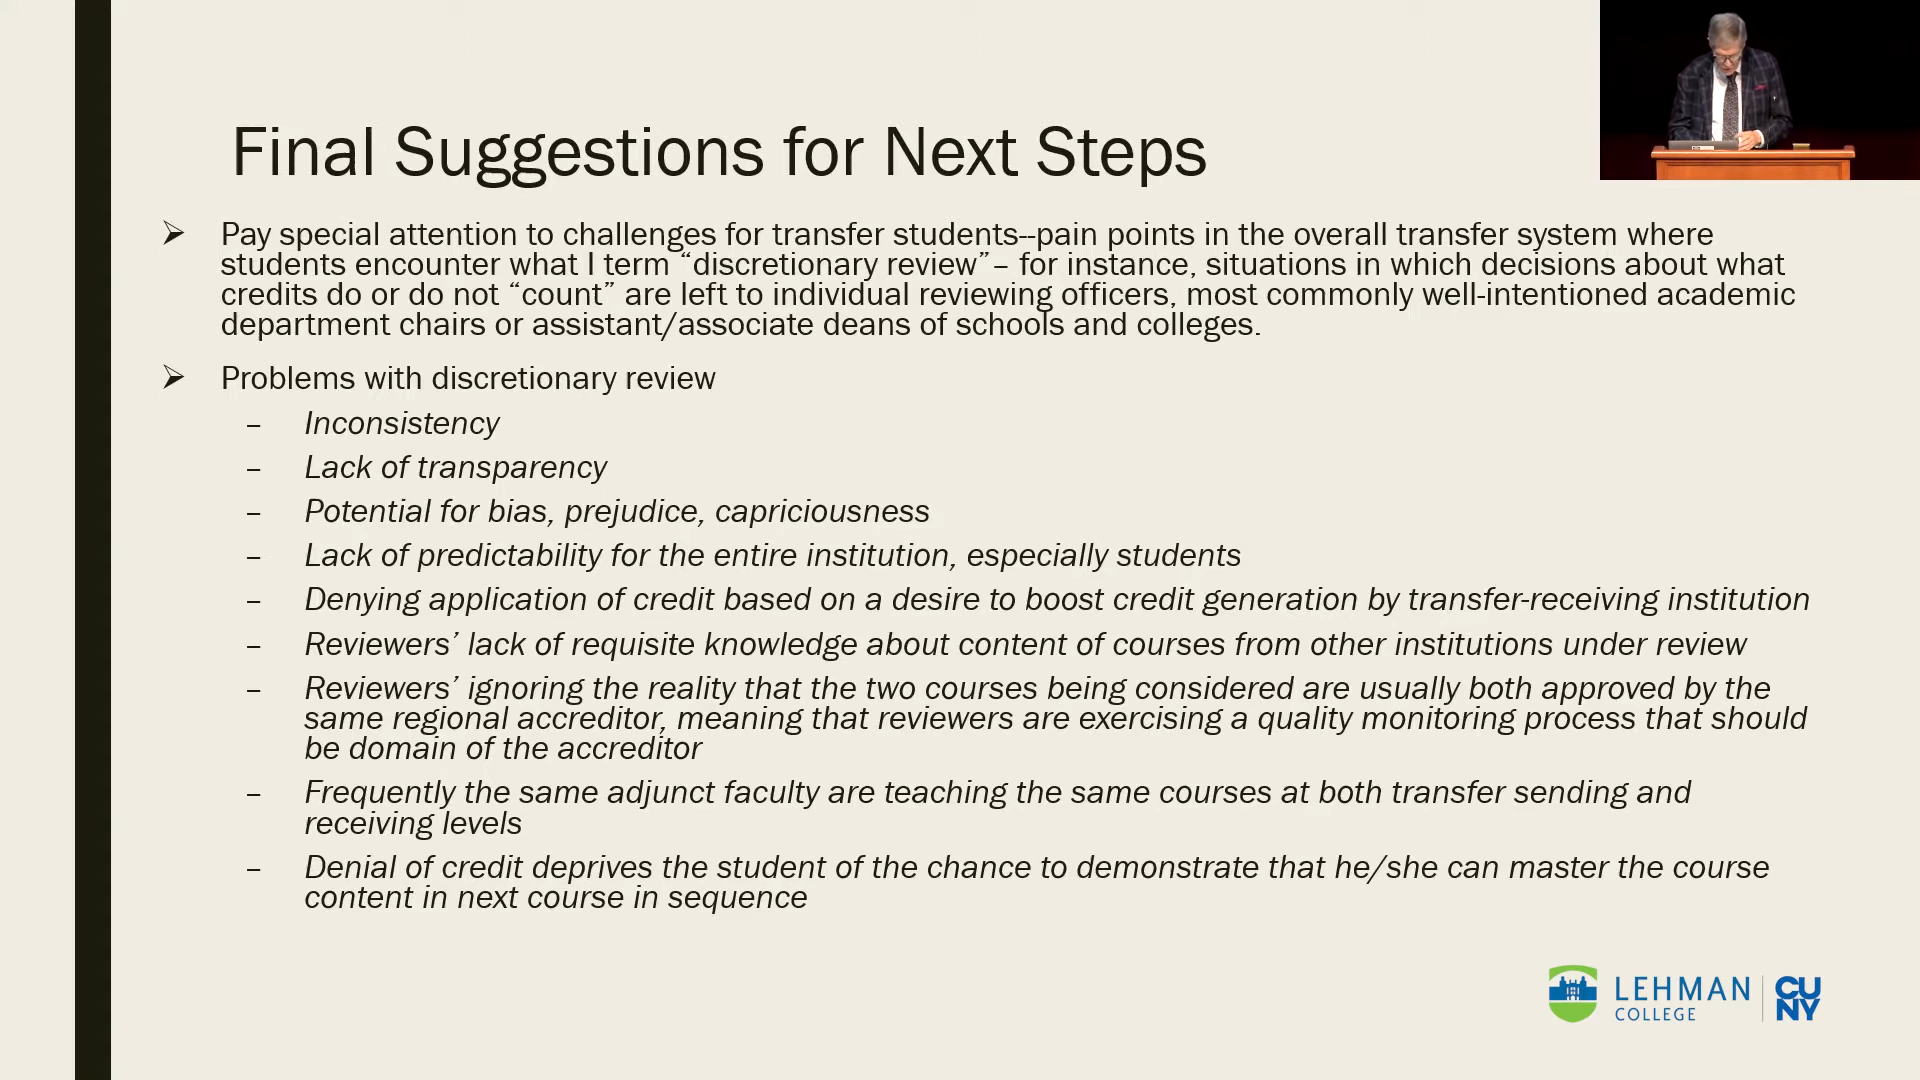 Final Suggestions for Next Steps
➢ Pay special attention to challenges for transfer students--pain points in the overall transfer system where
students encounter what I term “discretionary review” – for instance, situations in which decisions about what
credits do or do not “count” are left to individual reviewing officers, most commonly well-intentioned academic
department chairs or assistant/associate deans of schools and colleges.
➢ Problems with discretionary review
– Inconsistency
– Lack of transparency
– Potential for bias, prejudice, capriciousness
– Lack of predictability for the entire institution, especially students
– Denying application of credit based on a desire to boost credit generation by transfer-receiving institution
– Reviewers’ lack of requisite knowledge about content of courses from other institutions under review
– Reviewers’ ignoring the reality that the two courses being considered are usually both approved by the
same regional accreditor, meaning that reviewers are exercising a quality monitoring process that should
be domain of the accreditor
– Frequently the same adjunct faculty are teaching the same courses at both transfer sending and
receiving levels
– Denial of credit deprives the student of the chance to demonstrate that he/she can master the course
content in next course in sequence
LEHMAN
COLLEGE
CU
NY